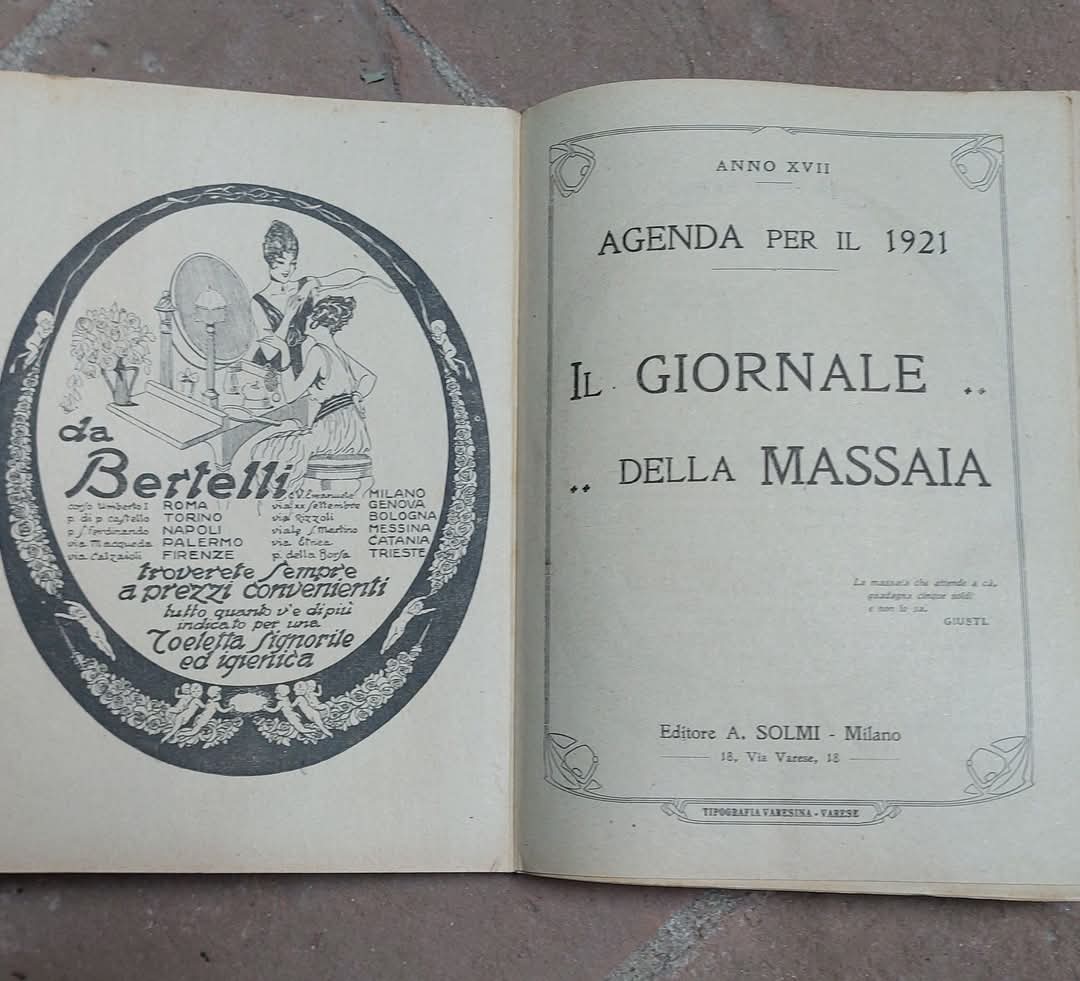 da
Bertelli
corso Umberto I ROMA
p. di p castello TORINO
p. S. ferdinando NAPOLI
via Macqueda PALERMO
via Calzaioli FIRENZE
c. V. Emanuele MILANO
via xx settembre GENOVA
via Rizzoli BOLOGNA
viale S. Martino MESSINA
via Etnea CATANIA
p. della Borsa TRIESTE
troverete sempre
a prezzi convenienti
tutto quanto v'e di più
indicato per una
Toeletta signorile
ed igienica
ANNO XVII
AGENDA PER IL 1921
IL GIORNALE
DELLA MASSAIA
La massaia che attende a cà,
guadagna cinque soldi
e non lo sa.
GIUSTI.
Editore A. SOLMI - Milano
18, Via Varese, 18
TIPOGRAFIA VARESINA - VARESE